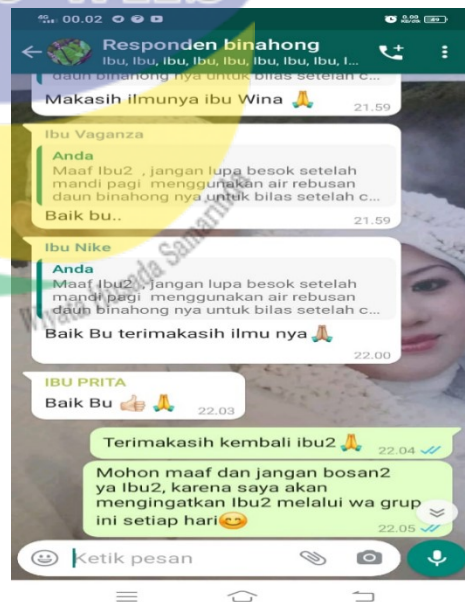 00.02
Responden binahong
Ibu, Ibu, Ibu, Ibu, Ibu, Ibu, Ibu, Ibu, I...
daun binahong nya untuk bilas setelah c...
Makasih ilmunya ibu Wina 🙏
21.59
Ibu Vaganza
Anda
Maaf Ibu2 , jangan lupa besok setelah
mandi pagi menggunakan air rebusan
daun binahong nya untuk bilas setelah c...
Baik bu..
21.59
Ibu Nike
Anda
Maaf Ibu2 , jangan lupa besok setelah
mandi pagi menggunakan air rebusan
daun binahong nya untuk bilas setelah c...
Baik Bu terimakasih ilmu nya 🙏
22.00
IBU PRITA
Baik Bu 👍🏻 🙏
22.03
Terimakasih kembali ibu2 🙏
22.04
Mohon maaf dan jangan bosan2
ya Ibu2, karena saya akan
mengingatkan Ibu2 melalui wa grup
ini setiap hari😊
22.05
Ketik pesan
Wiyata Husada Samarinda